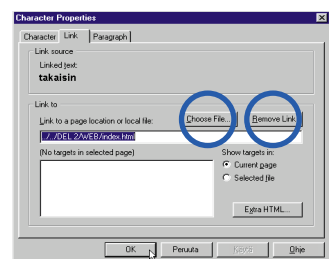 Character Properties
Character Link Paragraph
Link source
Linked text:
takaisin
Link to
Link to a page location or local file: Choose File... Remove Link
../../DEL 2/WEB/index.html
(No targets in selected page) Show targets in:
Current page
Selected file
Extra HTML...
OK Peruuta Käytä Ohje